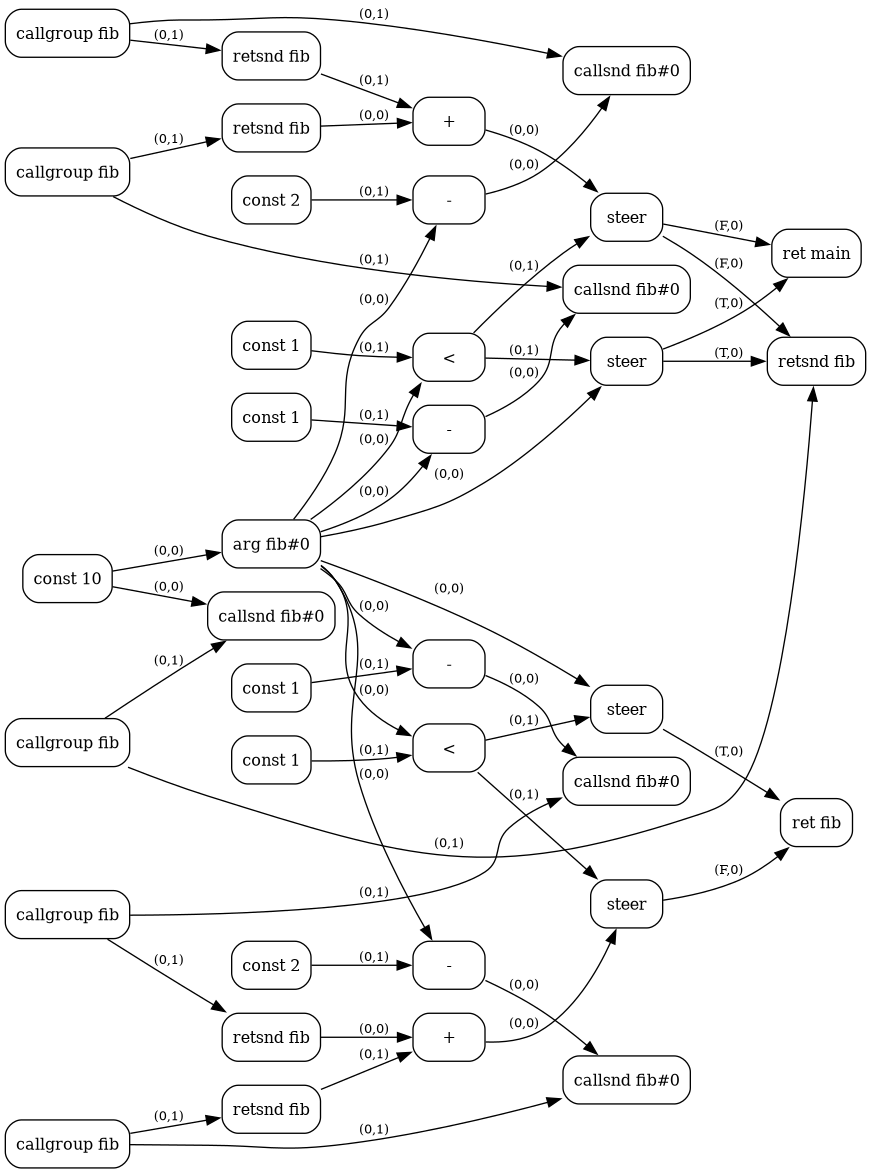 callgroup fib
(0,1)
(0,1)
retsnd fib
callsnd fib#0
(0,1)
retsnd fib
(0,0)
+
(0,0)
(0,1)
callgroup fib
const 2
(0,1)
-
(0,0)
steer
(F,0)
ret main
(0,1)
(0,1)
(F,0)
callsnd fib#0
(0,0)
(T,0)
const 1
(0,1)
<
(0,1)
steer
(T,0)
retsnd fib
(0,0)
const 1
(0,1)
-
(0,0)
(0,0)
(0,0)
arg fib#0
const 10
(0,0)
(0,0)
(0,0)
(0,0)
callsnd fib#0
(0,1)
const 1
(0,1)
-
(0,0)
(0,0)
steer
callgroup fib
(0,1)
const 1
(0,1)
<
(T,0)
(0,0)
callsnd fib#0
(0,1)
ret fib
(0,1)
(F,0)
callgroup fib
(0,1)
steer
(0,1)
const 2
(0,1)
-
(0,0)
retsnd fib
(0,0)
+
(0,0)
(0,1)
callsnd fib#0
retsnd fib
(0,1)
callgroup fib
(0,1)